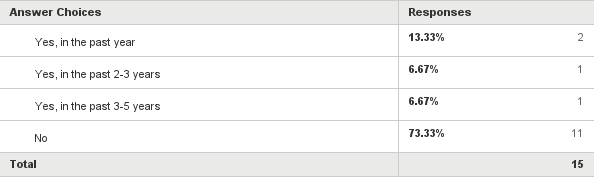 Answer Choices Responses
Yes, in the past year 13.33% 2
Yes, in the past 2-3 years 6.67% 1
Yes, in the past 3-5 years 6.67% 1
No 73.33% 11
Total 15